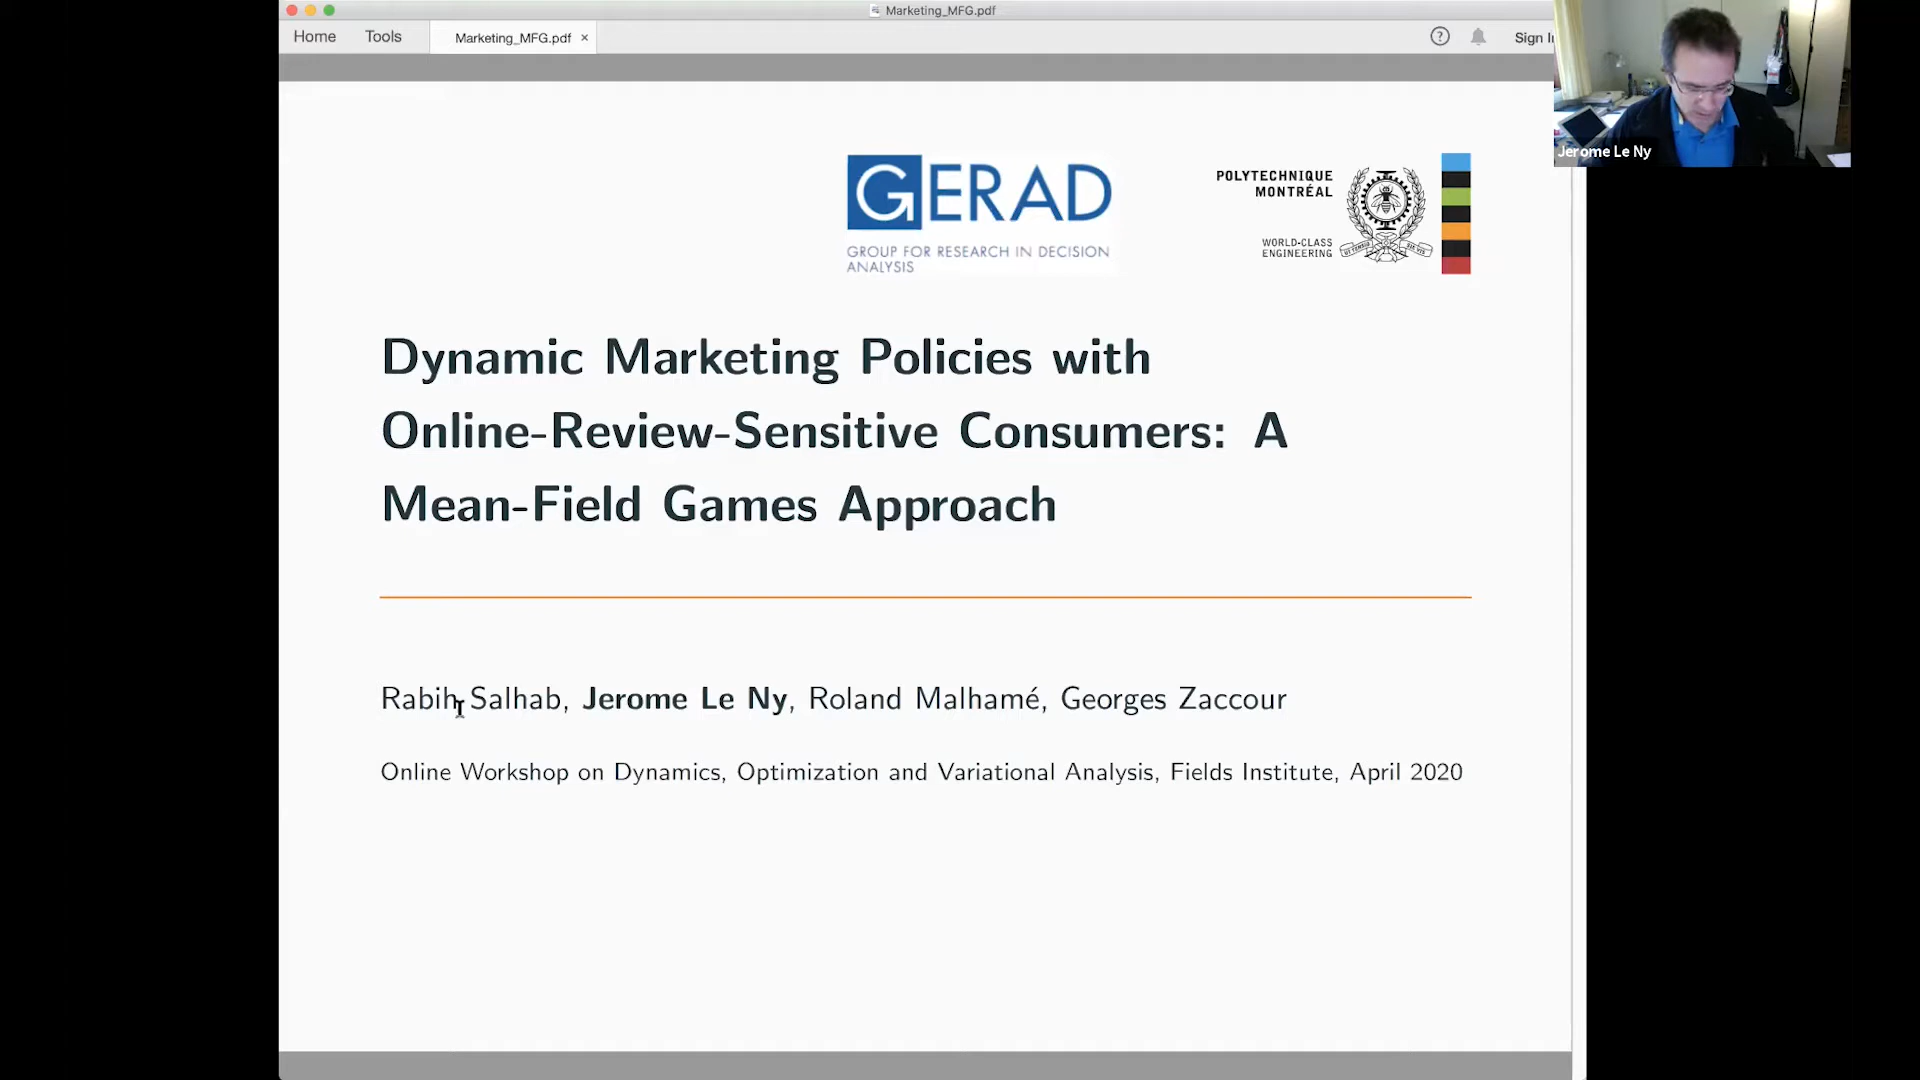 Marketing_MFG.pdf
Home Tools Marketing_MFG.pdf × ? Sign I
Jerome Le Ny
GERAD
GROUP FOR RESEARCH IN DECISION
ANALYSIS
POLYTECHNIQUE
MONTRÉAL
WORLD-CLASS
ENGINEERING
Dynamic Marketing Policies with
Online-Review-Sensitive Consumers: A
Mean-Field Games Approach
Rabih Salhab, Jerome Le Ny, Roland Malhamé, Georges Zaccour
Online Workshop on Dynamics, Optimization and Variational Analysis, Fields Institute, April 2020